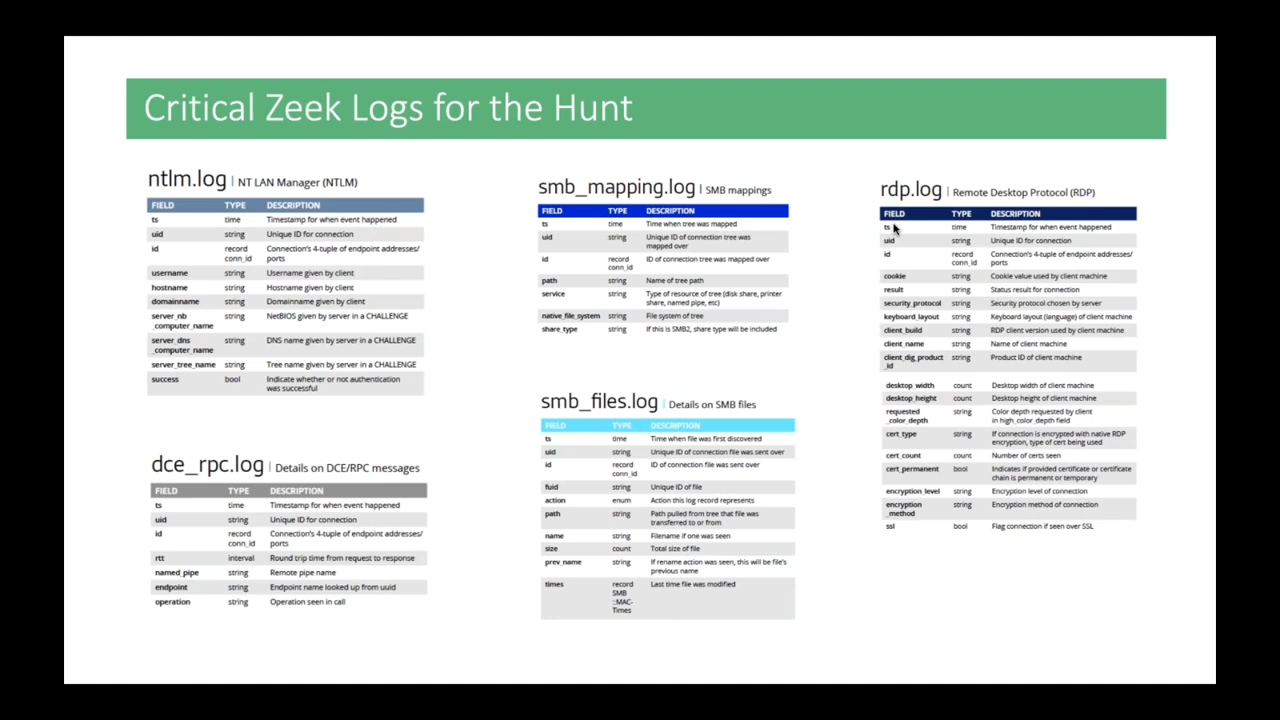 Critical Zeek Logs for the Hunt
ntlm.log | NT LAN Manager (NTLM)
FIELD TYPE DESCRIPTION
ts time Timestamp for when event happened
uid string Unique ID for connection
id record Connection's 4-tuple of endpoint addresses/
conn_id ports
username string Username given by client
hostname string Hostname given by client
domainname string Domainname given by client
server_nb string NetBIOS given by server in a CHALLENGE
_computer_name
server_dns string DNS name given by server in a CHALLENGE
_computer_name
server_tree_name string Tree name given by server in a CHALLENGE
success bool Indicate whether or not authentication
was successful
dce_rpc.log | Details on DCE/RPC messages
FIELD TYPE DESCRIPTION
ts time Timestamp for when event happened
uid string Unique ID for connection
id record Connection's 4-tuple of endpoint addresses/
conn_id ports
rtt interval Round trip time from request to response
named_pipe string Remote pipe name
endpoint string Endpoint name looked up from uuid
operation string Operation seen in call
smb_mapping.log | SMB mappings
FIELD TYPE DESCRIPTION
ts time Time when tree was mapped
uid string Unique ID of connection tree was
mapped over
id record ID of connection tree was mapped over
conn_id
path string Name of tree path
service string Type of resource of tree (disk share, printer
share, named pipe, etc)
native_file_system string File system of tree
share_type string If this is SMB2, share type will be included
smb_files.log | Details on SMB files
FIELD TYPE DESCRIPTION
ts time Time when file was first discovered
uid string Unique ID of connection file was sent over
id record ID of connection file was sent over
conn_id
fuid string Unique ID of file
action enum Action this log record represents
path string Path pulled from tree that file was
transferred to or from
name string Filename if one was seen
size count Total size of file
prev_name string If rename action was seen, this will be file's
previous name
times record Last time file was modified
SMB
::MAC-
Times
rdp.log | Remote Desktop Protocol (RDP)
FIELD TYPE DESCRIPTION
ts time Timestamp for when event happened
uid string Unique ID for connection
id record Connection's 4-tuple of endpoint addresses/
conn_id ports
cookie string Cookie value used by client machine
result string Status result for connection
security_protocol string Security protocol chosen by server
keyboard_layout string Keyboard layout (language) of client machine
client_build string RDP client version used by client machine
client_name string Name of client machine
client_dig_product string Product ID of client machine
_id
desktop_width count Desktop width of client machine
desktop_height count Desktop height of client machine
requested string Color depth requested by client
_color_depth in high_color_depth field
cert_type string If connection is encrypted with native RDP
encryption, type of cert being used
cert_count count Number of certs seen
cert_permanent bool Indicates if provided certificate or certificate
chain is permanent or temporary
encryption_level string Encryption level of connection
encryption string Encryption method of connection
_method
ssl bool Flag connection if seen over SSL